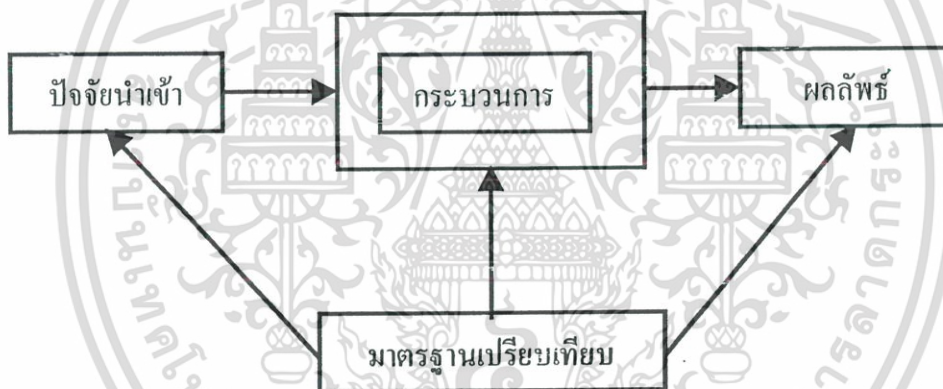 ปัจจัยนำเข้า
กระบวนการ
ผลลัพธ์
มาตรฐานเปรียบเทียบ